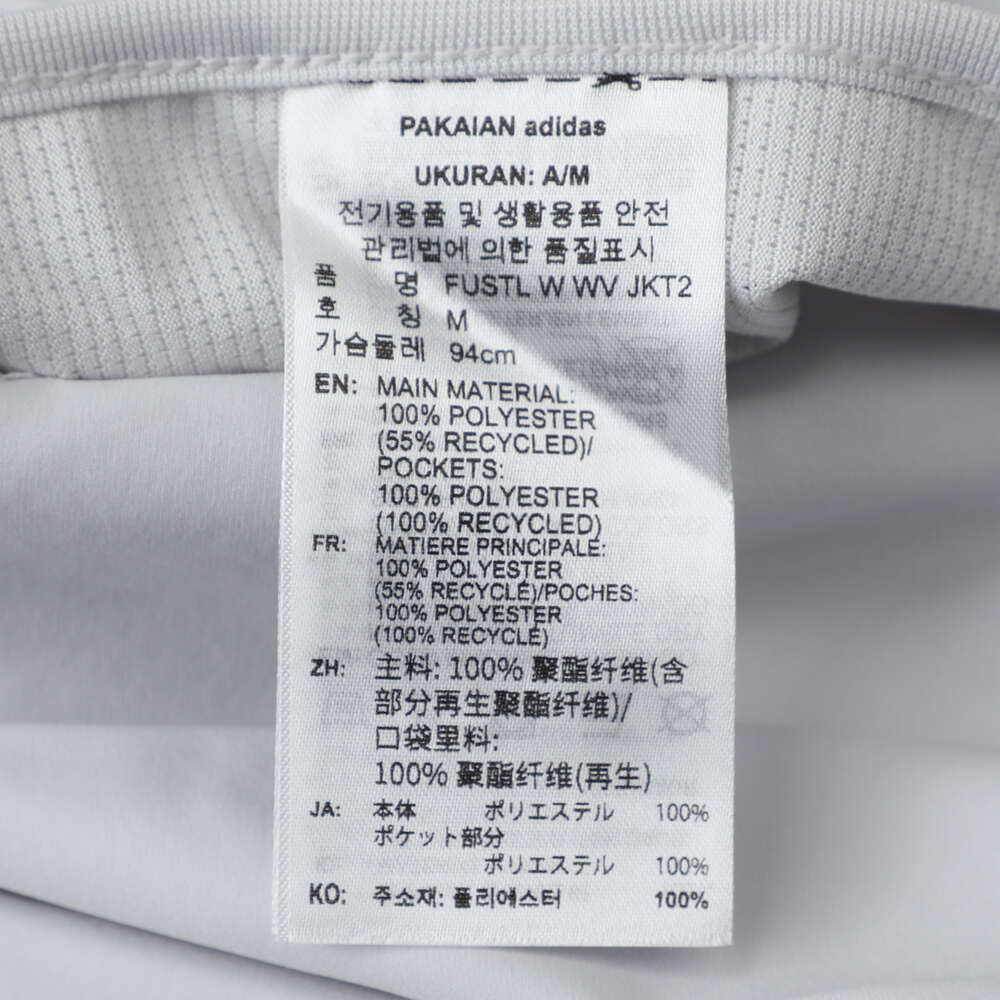 PAKAIAN adidas
UKURAN: A/M
전기용품 및 생활용품 안전
관리법에 의한 품질표시
품 명 FUSTL W WV JKT2
호 칭 M
가슴둘레 94cm
EN: MAIN MATERIAL:
100% POLYESTER
(55% RECYCLED)/
POCKETS:
100% POLYESTER
(100% RECYCLED)
FR: MATIERE PRINCIPALE:
100% POLYESTER
(55% RECYCLÉ)/POCHES:
100% POLYESTER
(100% RECYCLÉ)
ZH: 主料: 100% 聚酯纤维(含
部分再生聚酯纤维)/
口袋里料:
100% 聚酯纤维(再生)
JA: 本体 ポリエステル 100%
ポケット部分
ポリエステル 100%
KO: 주소재: 폴리에스터 100%